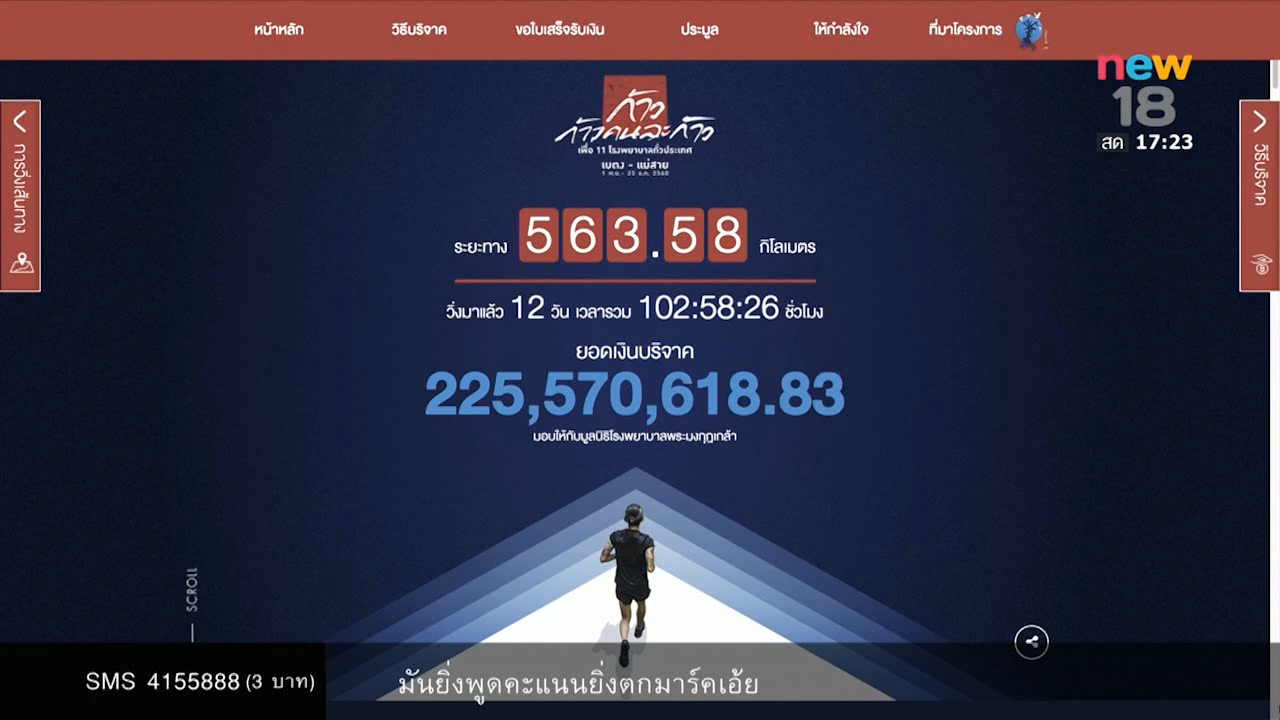 หน้าหลัก วิธีบริจาค ขอใบเสร็จรับเงิน ประมูล ให้กำลังใจ ที่มาโครงการ
new
18
สด 17:23
ก้าว
ก้าวคนละก้าว
เพื่อ 11 โรงพยาบาลทั่วประเทศ
เบตง - แม่สาย
1 พ.ย.- 25 ธ.ค. 2560
การวิ่งเส้นทาง
วิธีบริจาค
ระยะทาง 563.58 กิโลเมตร
วิ่งมาแล้ว 12 วัน เวลารวม 102:58:26 ชั่วโมง
ยอดเงินบริจาค
225,570,618.83
มอบให้กับมูลนิธิโรงพยาบาลพระมงกุฎเกล้า
SCROLL
SMS 4155888 (3 บาท) มันยิ่งพูดคะแนนยิ่งตกมาร์คเอ้ย